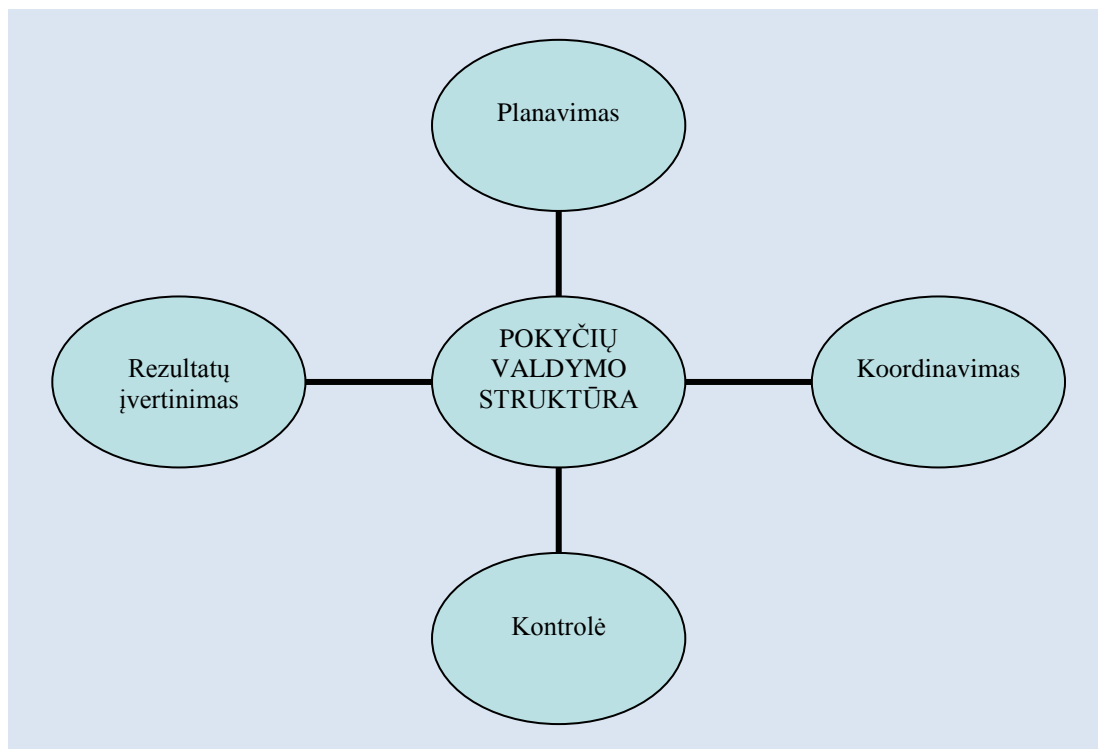 Planavimas
Rezultatų
įvertinimas
POKYČIŲ
VALDYMO
STRUKTŪRA
Koordinavimas
Kontrolė